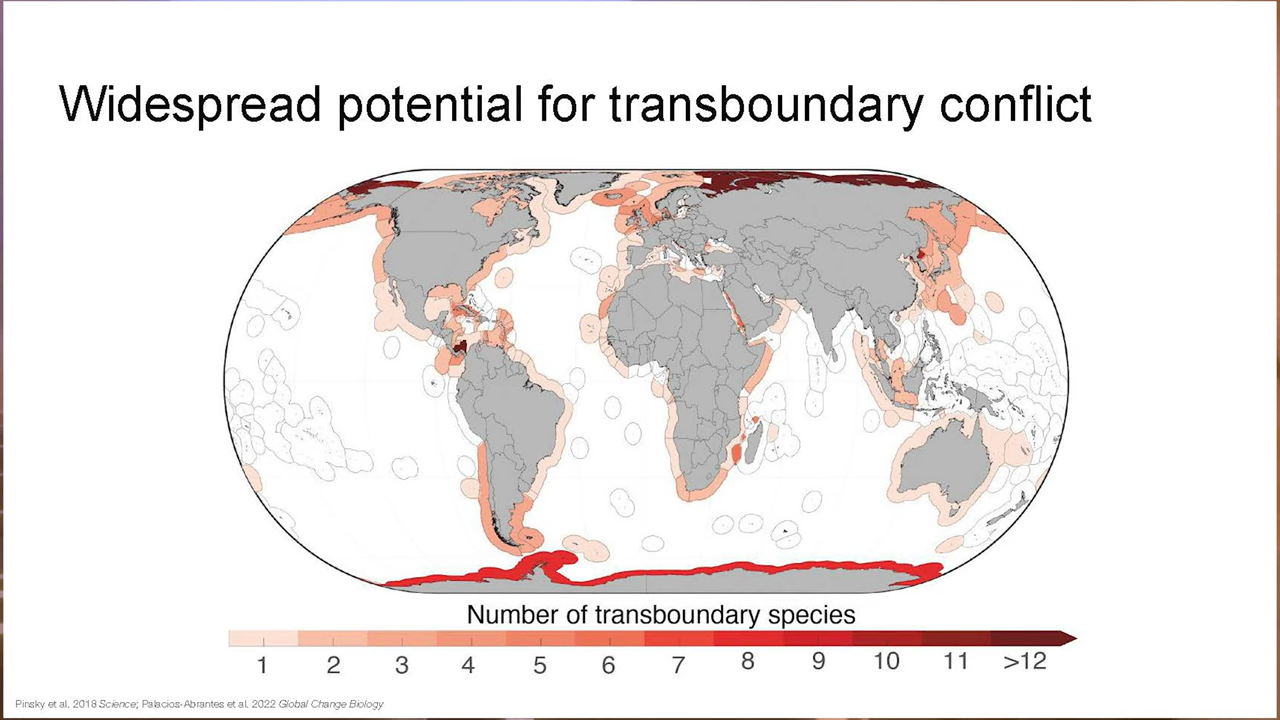 Widespread potential for transboundary conflict
Number of transboundary species
1 2 3 4 5 6 7 8 9 10 11 >12
Pinsky et al. 2018 Science; Palacios-Abrantes et al. 2022 Global Change Biology